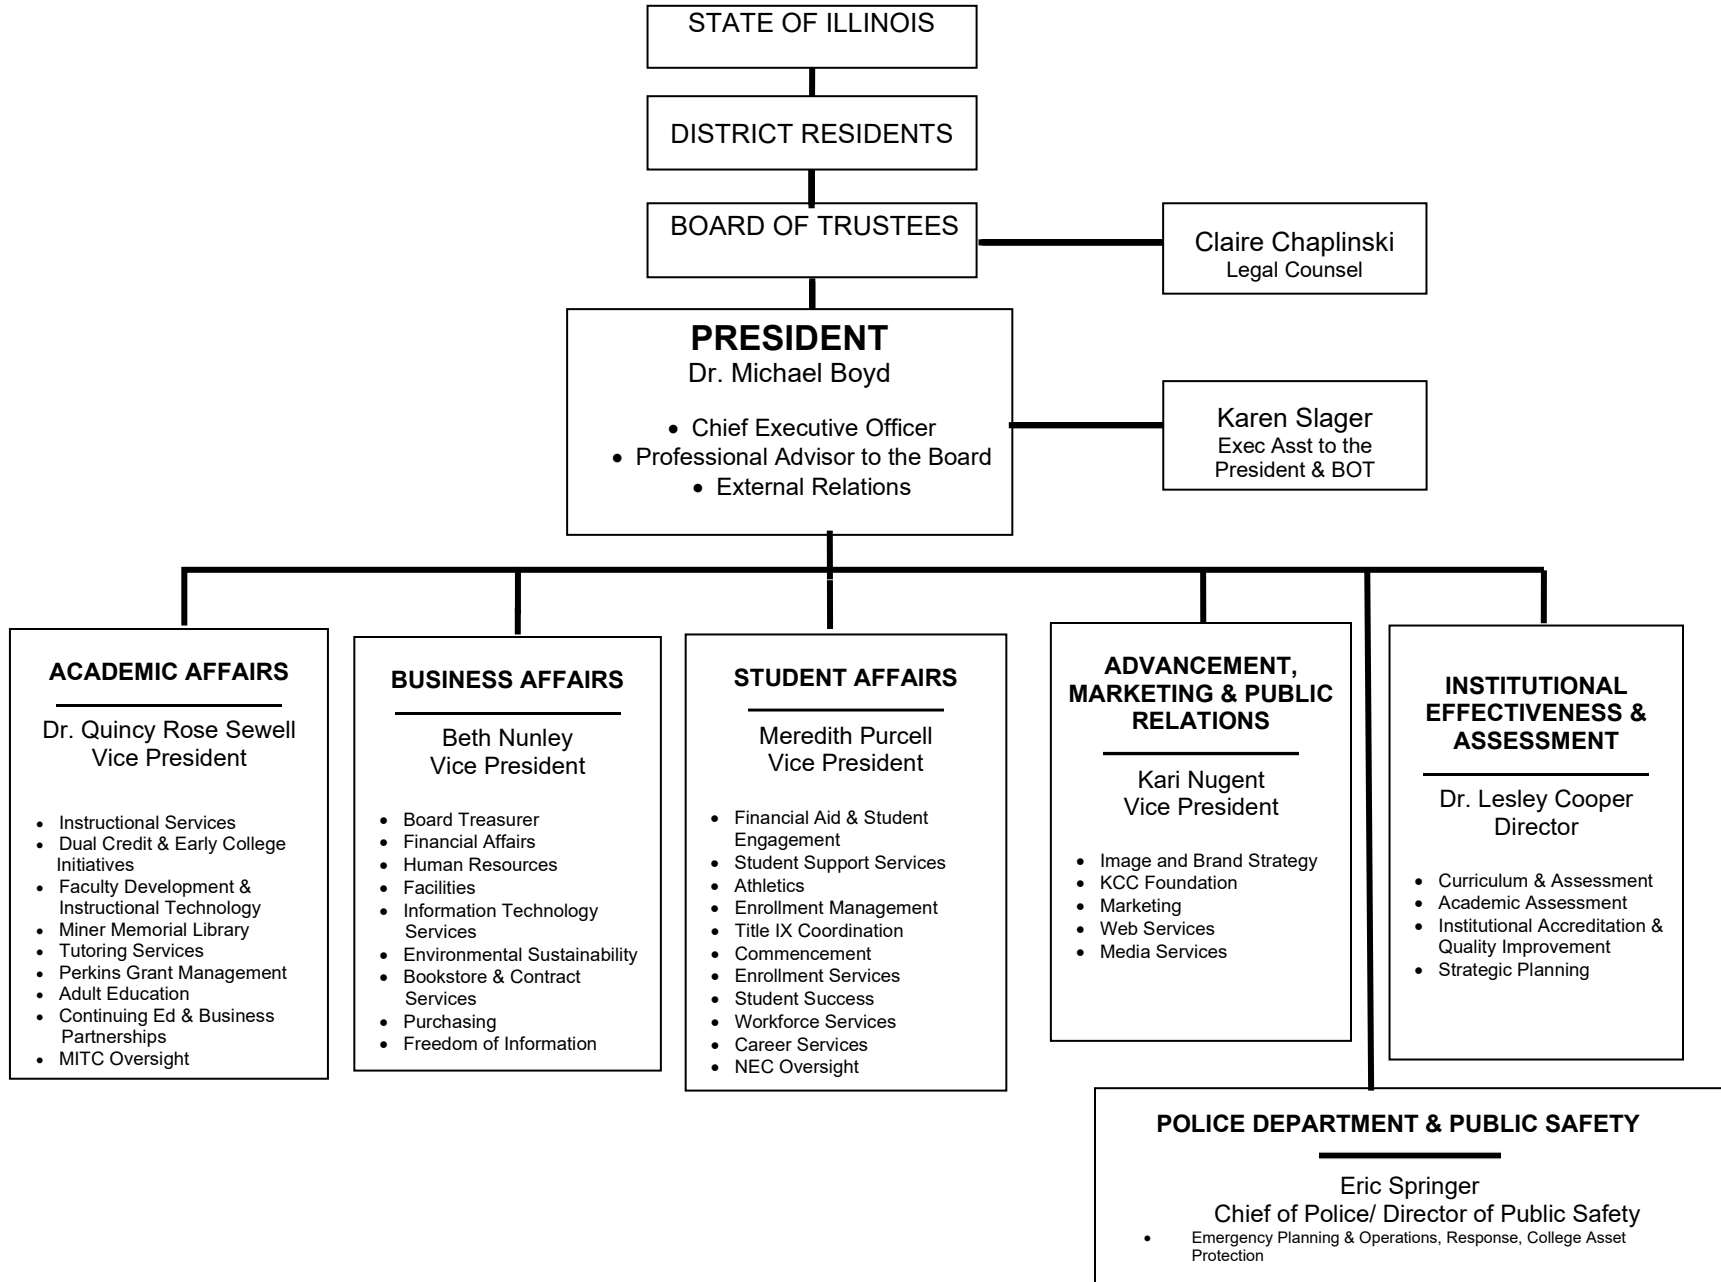 STATE OF ILLINOIS
DISTRICT RESIDENTS
BOARD OF TRUSTEES
Claire Chaplinski
Legal Counsel
PRESIDENT
Dr. Michael Boyd
• Chief Executive Officer
• Professional Advisor to the Board
• External Relations
Karen Slager
Exec Asst to the
President & BOT
ACADEMIC AFFAIRS
Dr. Quincy Rose Sewell
Vice President
• Instructional Services
• Dual Credit & Early College
Initiatives
• Faculty Development &
Instructional Technology
• Miner Memorial Library
• Tutoring Services
• Perkins Grant Management
• Adult Education
• Continuing Ed & Business
Partnerships
• MITC Oversight
BUSINESS AFFAIRS
Beth Nunley
Vice President
• Board Treasurer
• Financial Affairs
• Human Resources
• Facilities
• Information Technology
Services
• Environmental Sustainability
• Bookstore & Contract
Services
• Purchasing
• Freedom of Information
STUDENT AFFAIRS
Meredith Purcell
Vice President
• Financial Aid & Student
Engagement
• Student Support Services
• Athletics
• Enrollment Management
• Title IX Coordination
• Commencement
• Enrollment Services
• Student Success
• Workforce Services
• Career Services
• NEC Oversight
ADVANCEMENT,
MARKETING & PUBLIC
RELATIONS
Kari Nugent
Vice President
• Image and Brand Strategy
• KCC Foundation
• Marketing
• Web Services
• Media Services
INSTITUTIONAL
EFFECTIVENESS &
ASSESSMENT
Dr. Lesley Cooper
Director
• Curriculum & Assessment
• Academic Assessment
• Institutional Accreditation &
Quality Improvement
• Strategic Planning
POLICE DEPARTMENT & PUBLIC SAFETY
Eric Springer
Chief of Police/ Director of Public Safety
• Emergency Planning & Operations, Response, College Asset
Protection